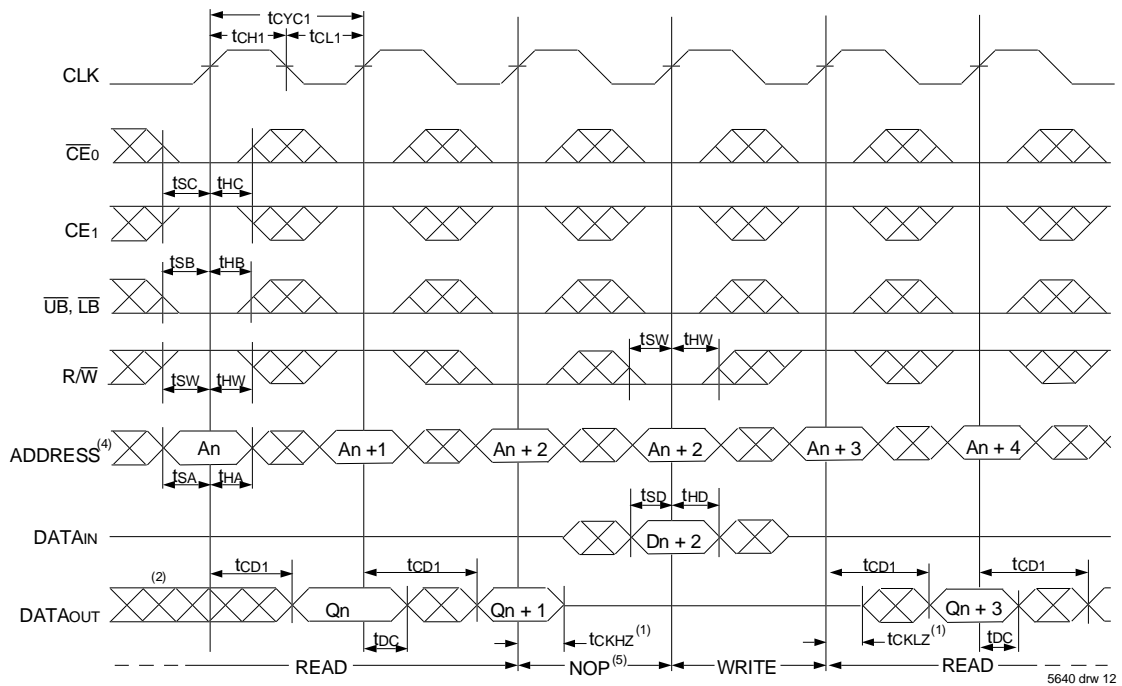 tCYC1
tCH1 tCL1
CLK
CE0
tSC tHC
CE1
tSB tHB
UB, LB
tSW tHW
R/W
tSW tHW
ADDRESS(4) An An +1 An + 2 An + 2 An + 3 An + 4
tSA tHA
tSD tHD
DATAIN Dn + 2
(2) tCD1 tCD1 tCD1 tCD1
DATAOUT Qn Qn + 1 Qn + 3
tDC tCKHZ(1) tCKLZ(1) tDC
READ NOP(5) WRITE READ
5640 drw 12